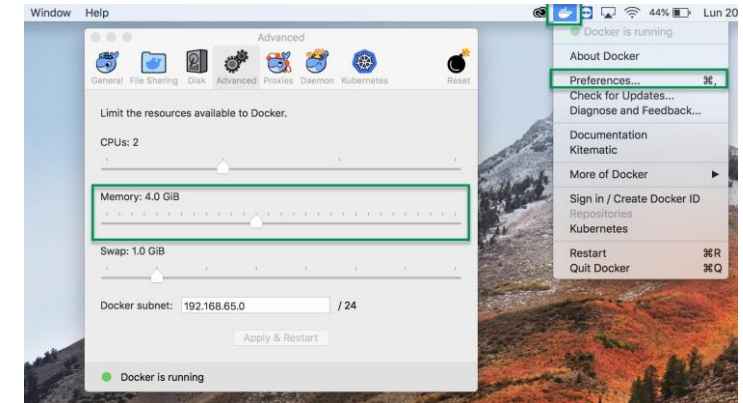 Window Help 44% Lun 20
Advanced
General File Sharing Disk Advanced Proxies Daemon Kubernetes Reset
Limit the resources available to Docker.
CPUs: 2
Memory: 4.0 GiB
Swap: 1.0 GiB
Docker subnet: 192.168.65.0 / 24
Apply & Restart
Docker is running
Docker is running
About Docker
Preferences... ⌘,
Check for Updates...
Diagnose and Feedback...
Documentation
Kitematic
More of Docker ▶
Sign in / Create Docker ID
Repositories
Kubernetes
Restart ⌘R
Quit Docker ⌘Q